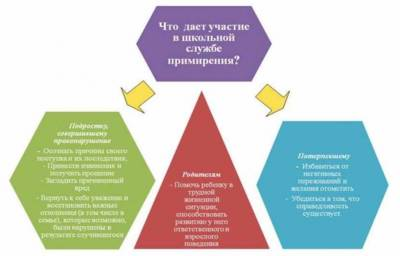 Что дает участие
в школьной
службе
примирения?
Подростку,
совершившему
правонарушение
- Осознать причины своего
поступка и их последствия.
- Принести извинения и
получить прощение
- Загладить причиненный
вред
- Вернуть к себе уважение и
восстановить важные
отношения (в том числе в
семье), которые возможно,
были нарушены в
результате случившегося
Родителям
- Помочь ребенку в
трудной
жизненной
ситуации,
способствовать
развитию у него
ответственного и
взрослого
поведения
Потерпевшему
- Избавиться от
негативных
переживаний и
желания отомстить
- Убедиться в том, что
справедливость
существует